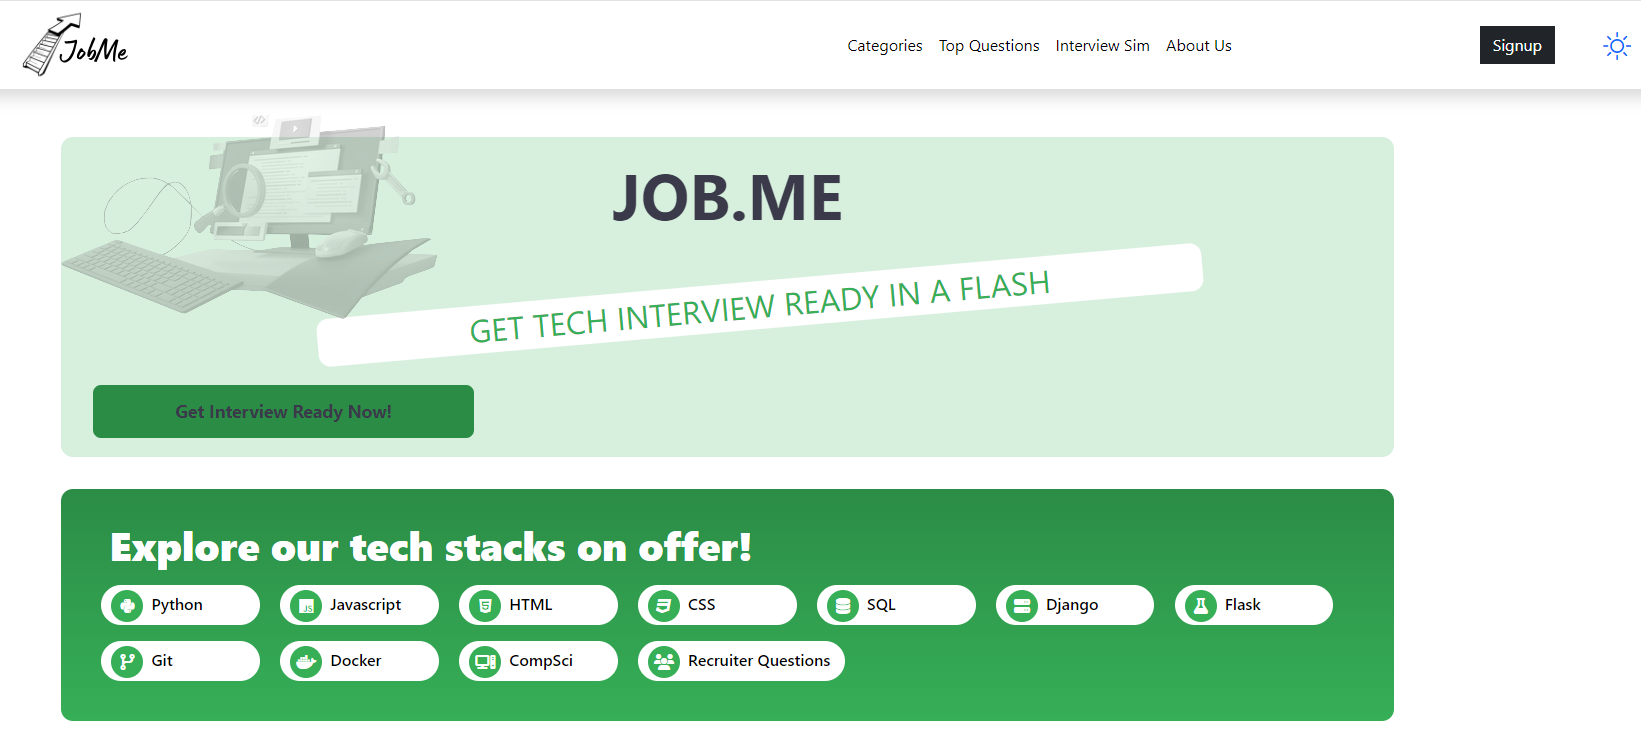 JobMe
Categories Top Questions Interview Sim About Us
Signup
JOB.ME
GET TECH INTERVIEW READY IN A FLASH
Get Interview Ready Now!
Explore our tech stacks on offer!
Python Javascript HTML CSS SQL Django Flask
Git Docker CompSci Recruiter Questions